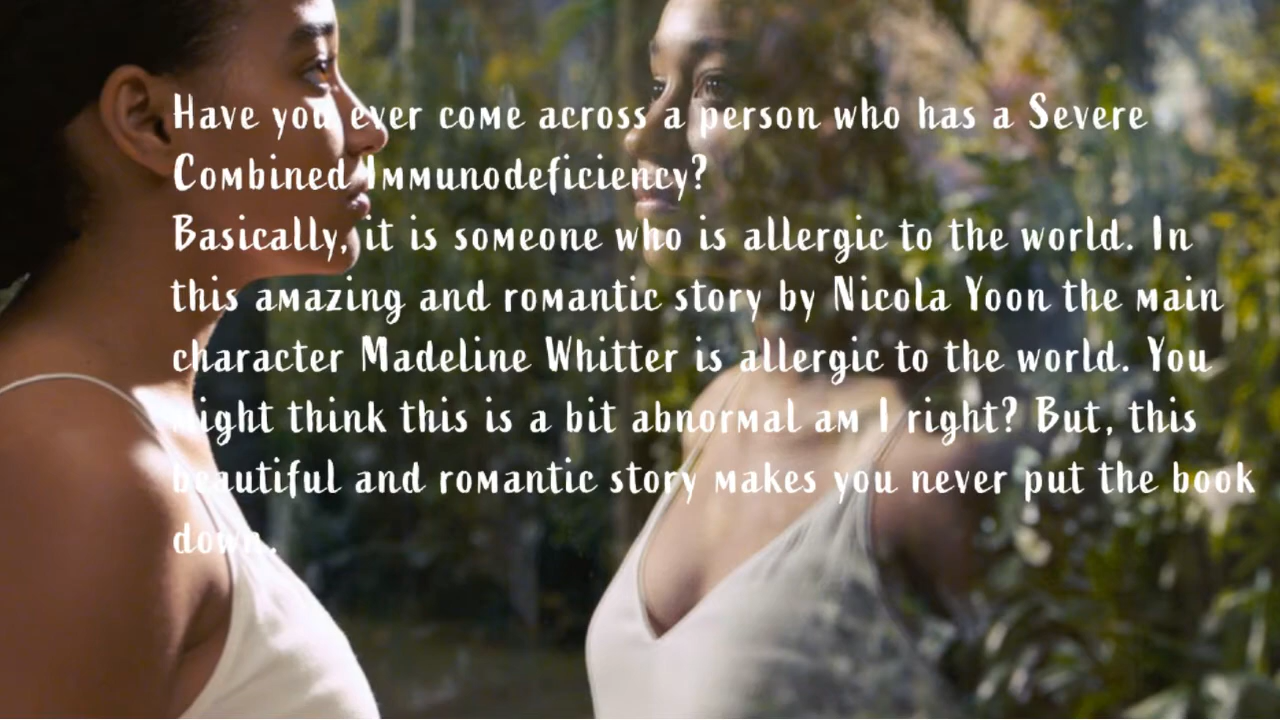 Have you ever come across a person who has a Severe
Combined Immunodeficiency?
Basically, it is someone who is allergic to the world. In
this amazing and romantic story by Nicola Yoon the main
character Madeline Whitter is allergic to the world. You
might think this is a bit abnormal am I right? But, this
beautiful and romantic story makes you never put the book
down.